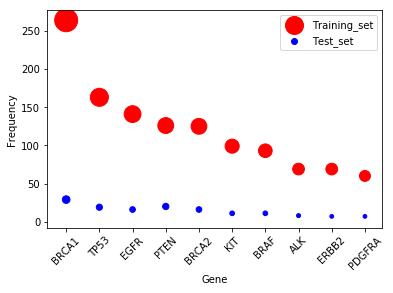 Training_set
Test_set
250
200
150
100
50
0
Frequency
BRCA1
TP53
EGFR
PTEN
BRCA2
KIT
BRAF
ALK
ERBB2
PDGFRA
Gene